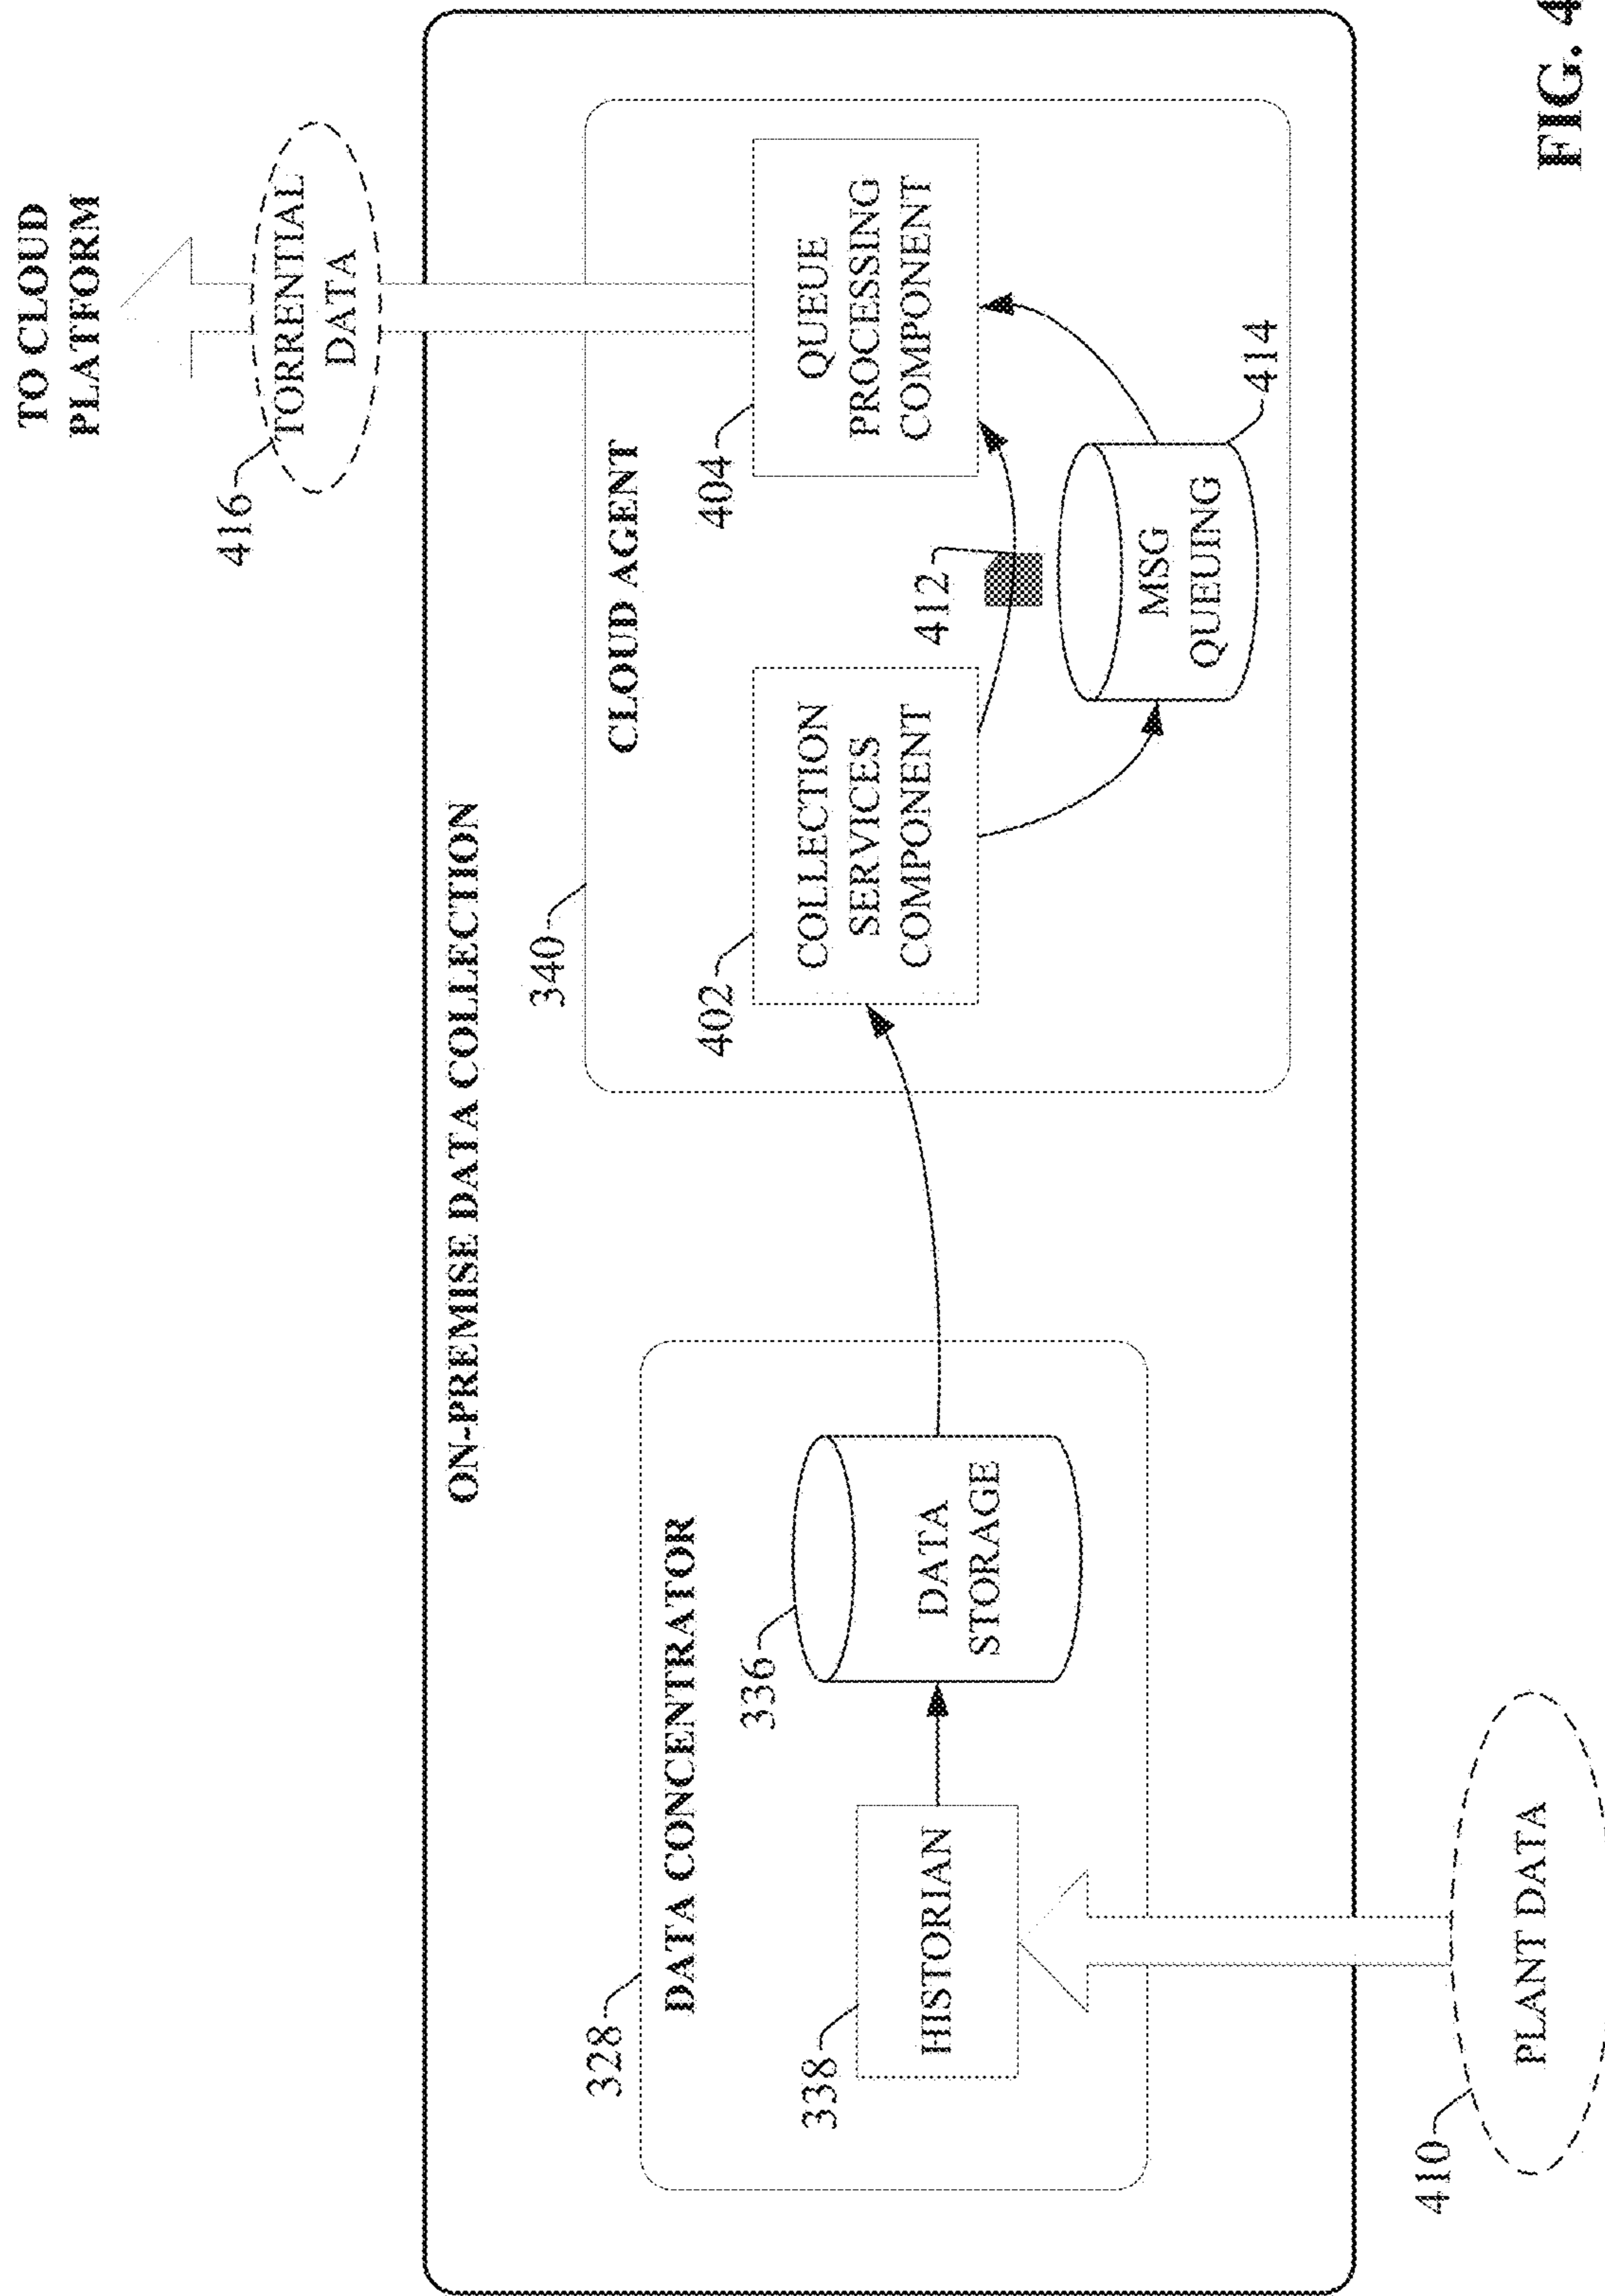 TO CLOUD
PLATFORM
416
TORRENTIAL
DATA
ON-PREMISE DATA COLLECTION
328
DATA CONCENTRATOR
338
HISTORIAN
336
DATA
STORAGE
340
CLOUD AGENT
402
COLLECTION
SERVICES
COMPONENT
404
QUEUE
PROCESSING
COMPONENT
412
MSG
QUEUING
414
410
PLANT DATA
FIG. 4